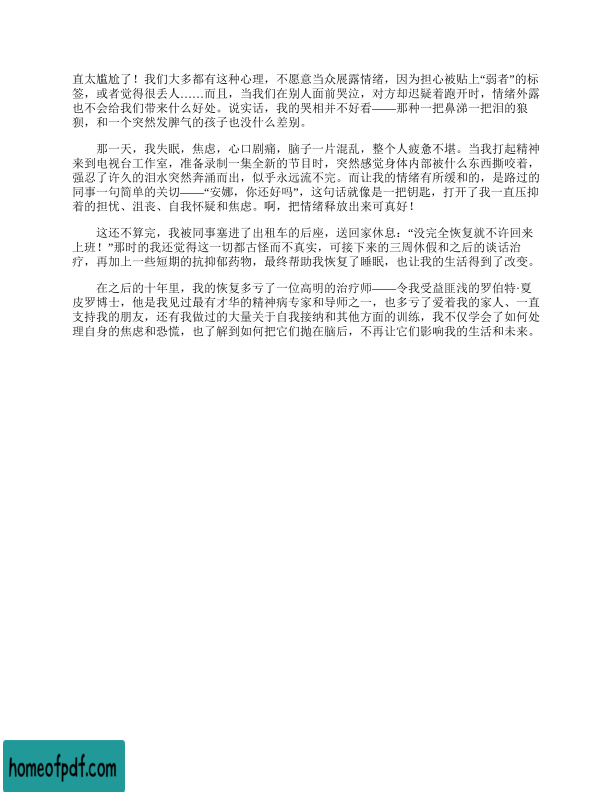 直太尴尬了！我们大多都有这种心理，不愿意当众展露情绪，因为担心被贴上“弱者”的标
签，或者觉得很丢人……而且，当我们在别人面前哭泣，对方却迟疑着跑开时，情绪外露
也不会给我们带来什么好处。说实话，我的哭相并不好看——那种一把鼻涕一把泪的狼
狈，和一个突然发脾气的孩子也没什么差别。
那一天，我失眠，焦虑，心口剧痛，脑子一片混乱，整个人疲惫不堪。当我打起精神
来到电视台工作室，准备录制一集全新的节目时，突然感觉身体内部被什么东西撕咬着，
强忍了许久的泪水突然奔涌而出，似乎永远流不完。而让我的情绪有所缓和的，是路过的
同事一句简单的关切——“安娜，你还好吗”，这句话就像是一把钥匙，打开了我一直压抑
着的担忧、沮丧、自我怀疑和焦虑。啊，把情绪释放出来可真好！
这还不算完，我被同事塞进了出租车的后座，送回家休息：“没完全恢复就不许回来
上班！”那时的我还觉得这一切都古怪而不真实，可接下来的三周休假和之后的谈话治
疗，再加上一些短期的抗抑郁药物，最终帮助我恢复了睡眠，也让我的生活得到了改变。
在之后的十年里，我的恢复多亏了一位高明的治疗师——令我受益匪浅的罗伯特·夏
皮罗博士，他是我见过最有才华的精神病专家和导师之一，也多亏了爱着我的家人、一直
支持我的朋友，还有我做过的大量关于自我接纳和其他方面的训练，我不仅学会了如何处
理自身的焦虑和恐慌，也了解到如何把它们抛在脑后，不再让它们影响我的生活和未来。
homeofpdf.com